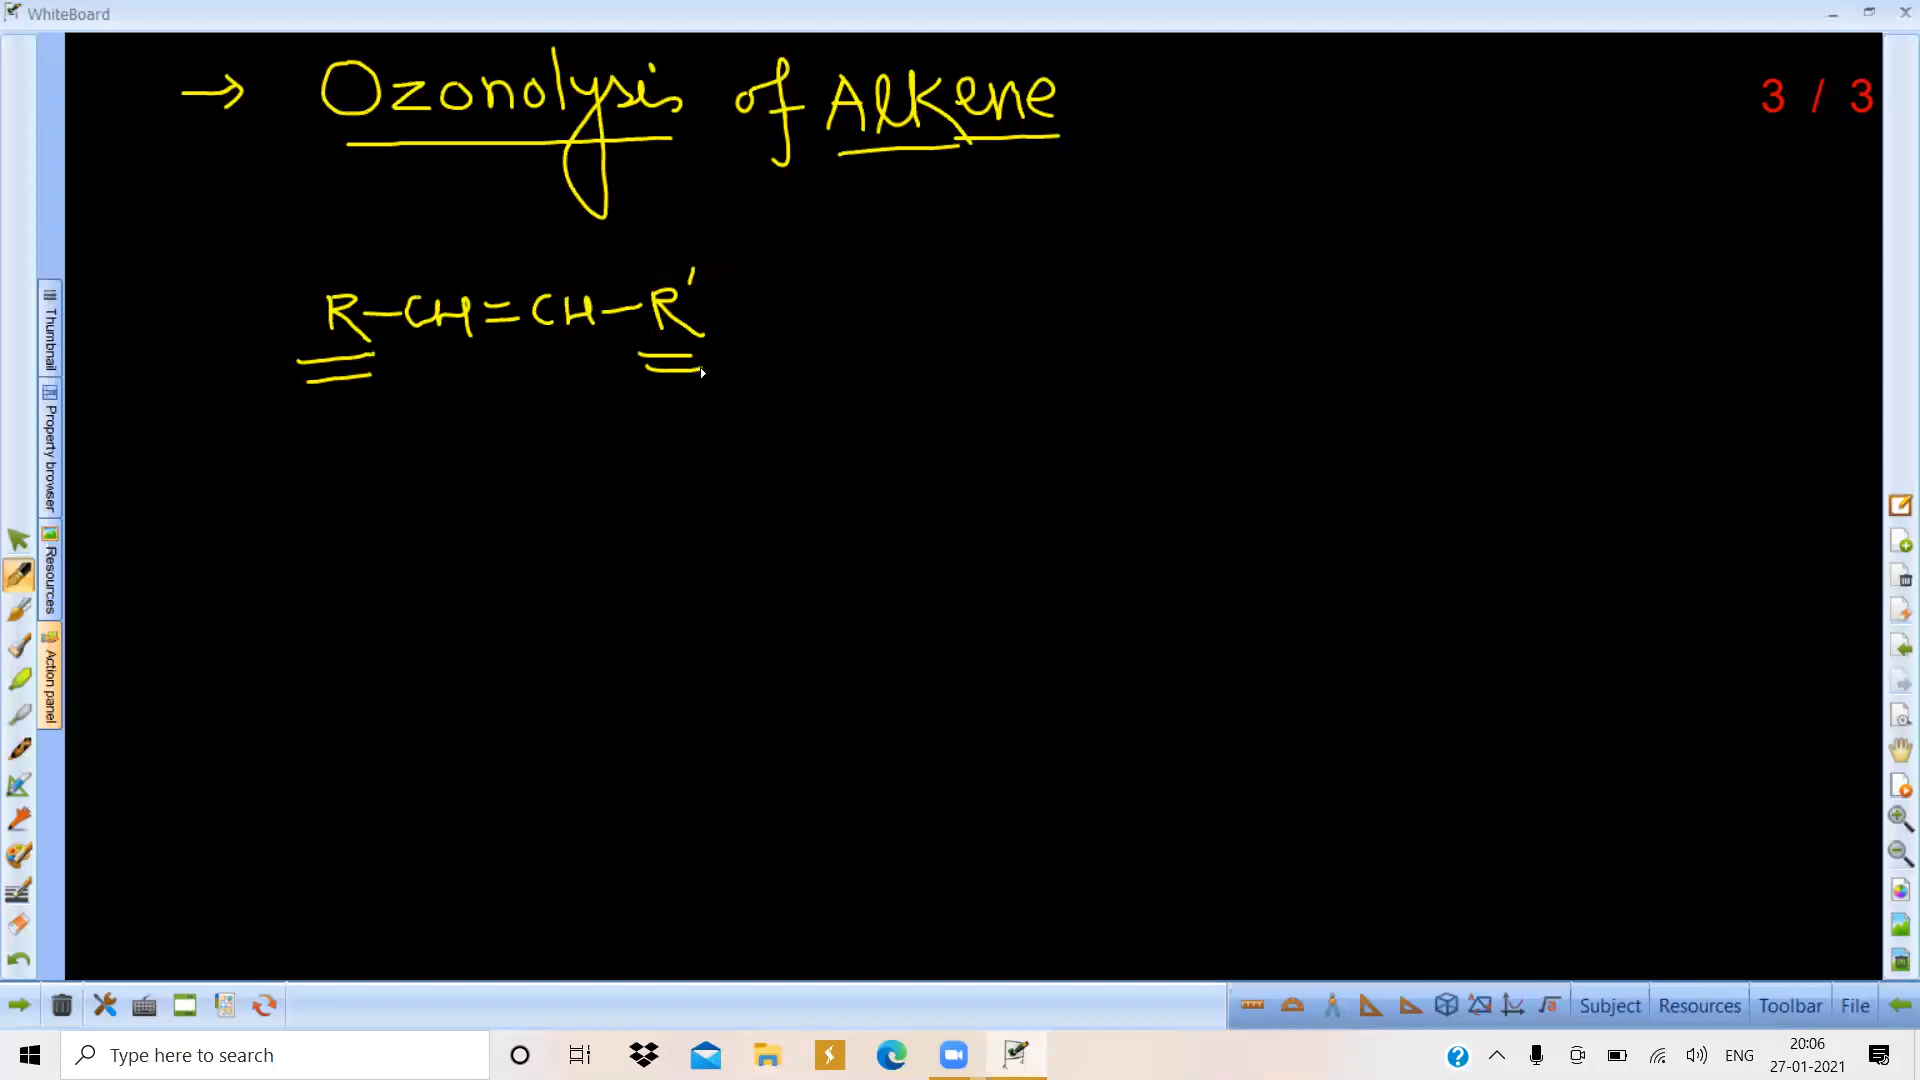 WhiteBoard
→ Ozonolysis of Alkene
3 / 3
R-CH=CH-R'
Thumbnail
Property browser
Resources
Action panel
Subject
Resources
Toolbar
File
Type here to search
ENG
20:06
27-01-2021